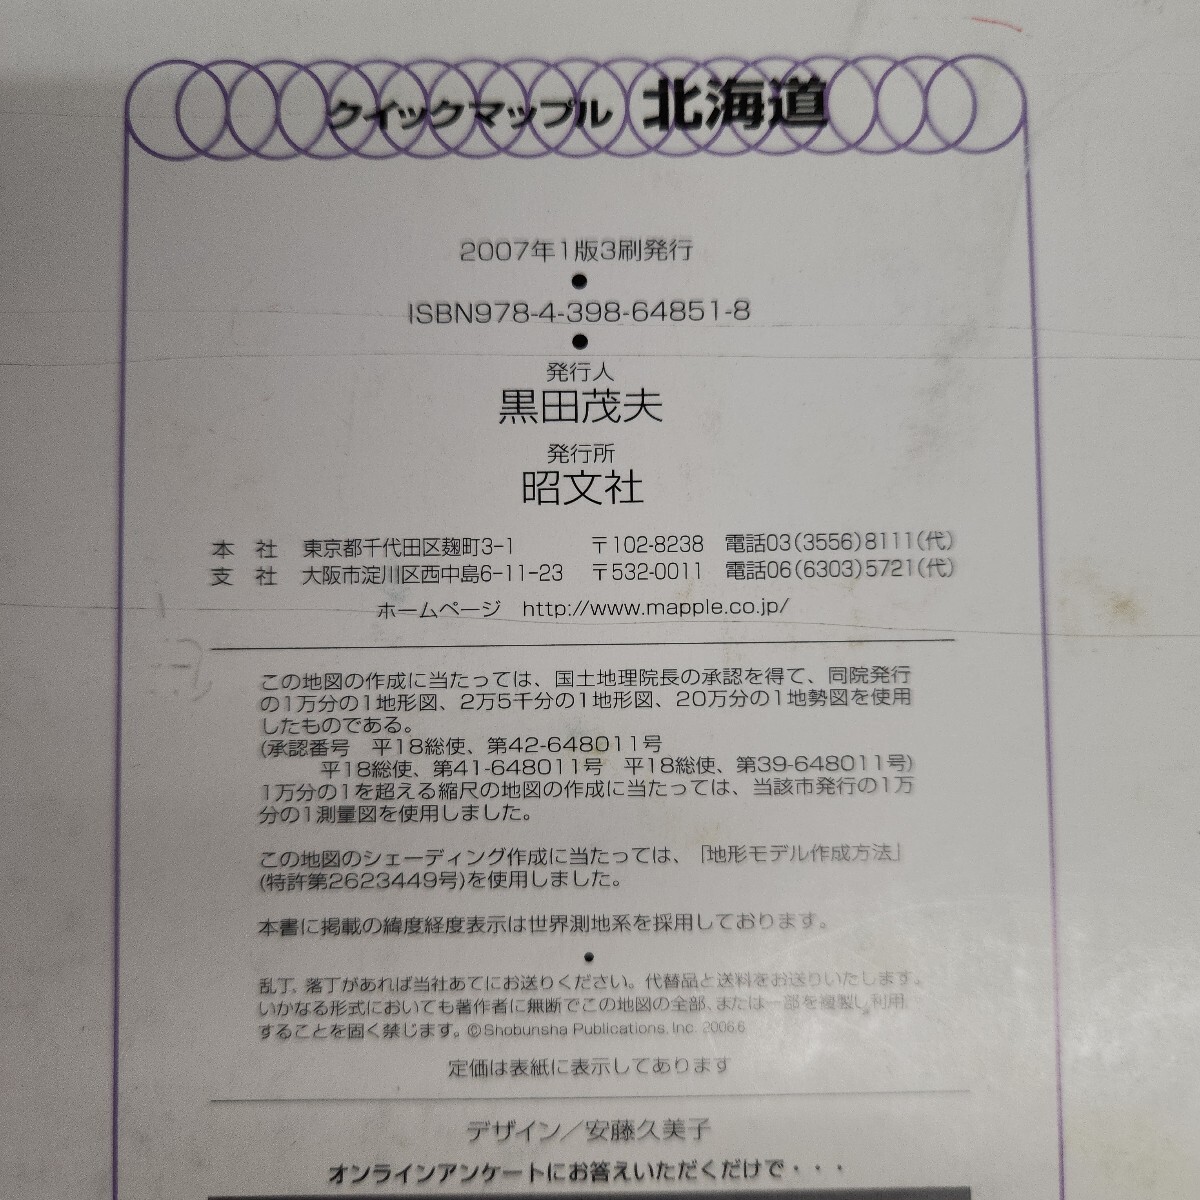 クイックマップル 北海道
2007年1版3刷発行
●
ISBN978-4-398-64851-8
●
発行人
黒田茂夫
発行所
昭文社
本　社　東京都千代田区麹町3-1　〒102-8238　電話03(3556)8111(代)
支　社　大阪市淀川区西中島6-11-23　〒532-0011　電話06(6303)5721(代)
ホームページ　http://www.mapple.co.jp/
この地図の作成に当たっては、国土地理院長の承認を得て、同院発行
の1万分の1地形図、2万5千分の1地形図、20万分の1地勢図を使用
したものである。
(承認番号　平18総使、第42-648011号
平18総使、第41-648011号　平18総使、第39-648011号)
1万分の1を超える縮尺の地図の作成に当たっては、当該市発行の1万
分の1測量図を使用しました。
この地図のシェーディング作成に当たっては、「地形モデル作成方法」
(特許第2623449号)を使用しました。
本書に掲載の緯度経度表示は世界測地系を採用しております。
●
乱丁、落丁があれば当社あてにお送りください。代替品と送料をお送りいたします。
いかなる形式においても著作者に無断でこの地図の全部、または一部を複製し利用
することを固く禁じます。©Shobunsha Publications, Inc. 2006.6
定価は表紙に表示してあります
デザイン／安藤久美子
オンラインアンケートにお答えいただくだけで・・・